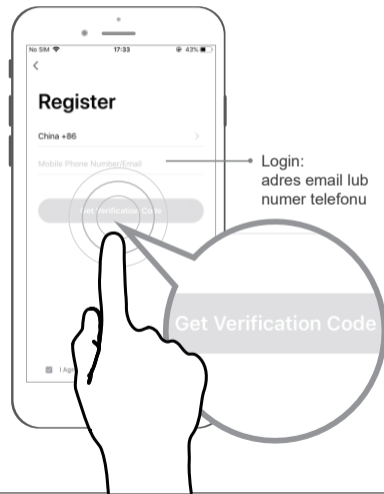 No SIM 17:33 43%
Register
China +86
Mobile Phone Number/Email
Login:
adres email lub
numer telefonu
Get Verification Code
Get Verification Code
I Agre